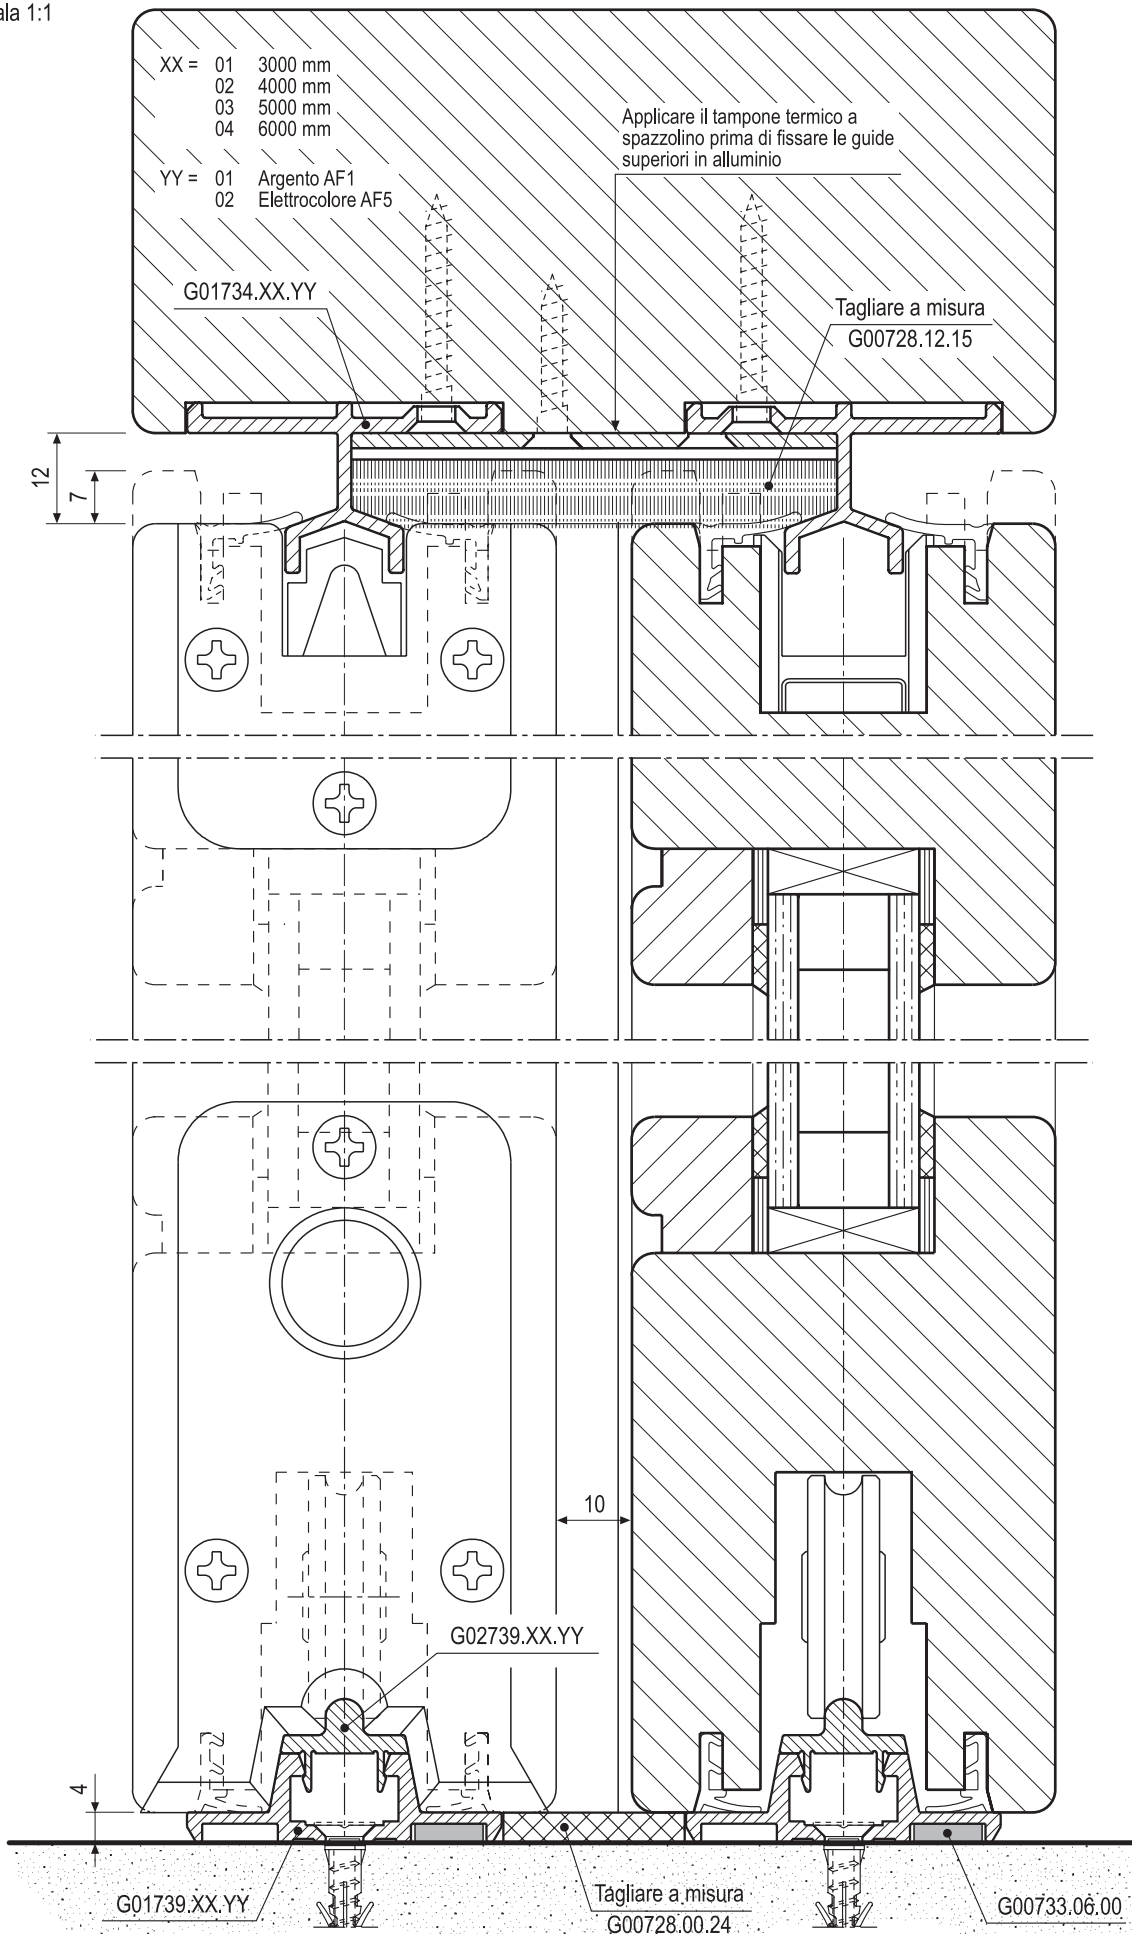 ala 1:1
XX = 01 3000 mm
02 4000 mm
03 5000 mm
04 6000 mm
YY = 01 Argento AF1
02 Elettrocolore AF5
Applicare il tampone termico a
spazzolino prima di fissare le guide
superiori in alluminio
G01734.XX.YY
Tagliare a misura
G00728.12.15
12
7
10
G02739.XX.YY
4
G01739.XX.YY
Tagliare a misura
G00728.00.24
G00733.06.00